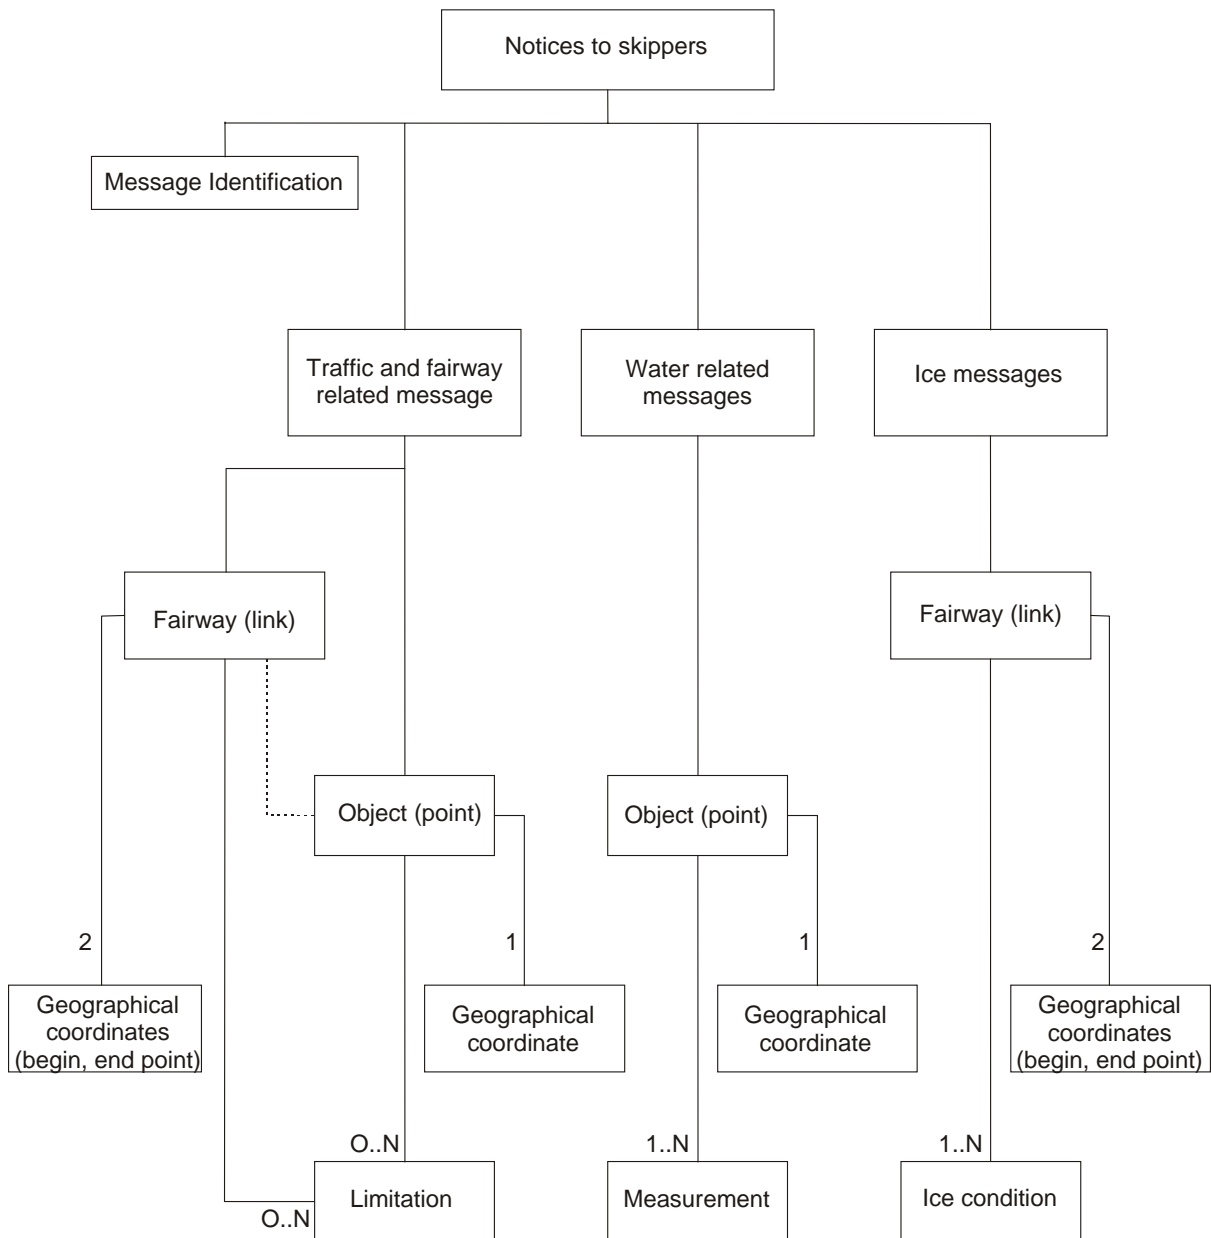 Notices to skippers
Message Identification
Traffic and fairway
related message
Water related
messages
Ice messages
Fairway (link)
Fairway (link)
Object (point)
Object (point)
2
1
1
2
Geographical
coordinates
(begin, end point)
Geographical
coordinate
Geographical
coordinate
Geographical
coordinates
(begin, end point)
O..N
1..N
1..N
Limitation
Measurement
Ice condition
O..N